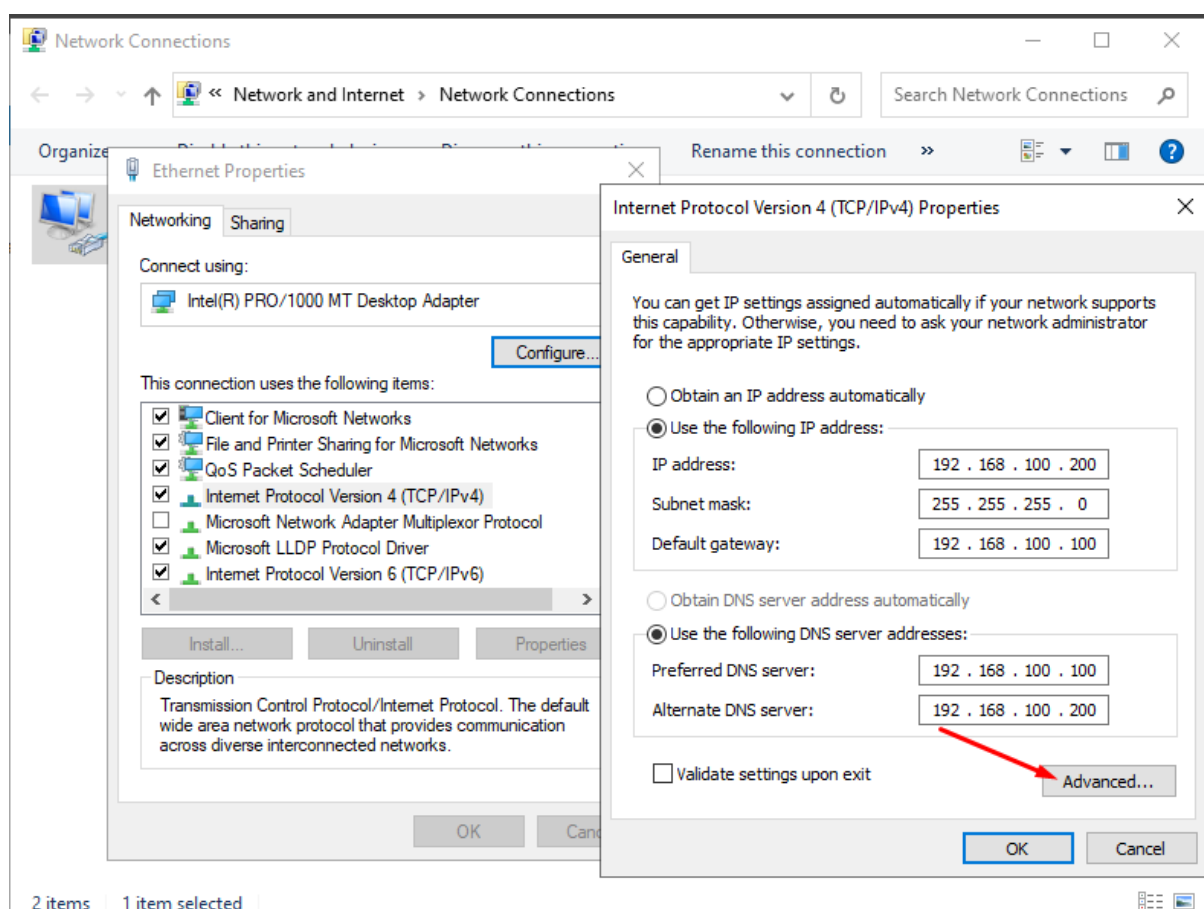 Network Connections
« Network and Internet › Network Connections
Search Network Connections
Organize
Rename this connection »
Ethernet Properties
Networking
Sharing
Connect using:
Intel(R) PRO/1000 MT Desktop Adapter
Configure...
This connection uses the following items:
Client for Microsoft Networks
File and Printer Sharing for Microsoft Networks
QoS Packet Scheduler
Internet Protocol Version 4 (TCP/IPv4)
Microsoft Network Adapter Multiplexor Protocol
Microsoft LLDP Protocol Driver
Internet Protocol Version 6 (TCP/IPv6)
Install... Uninstall Properties
Description
Transmission Control Protocol/Internet Protocol. The default
wide area network protocol that provides communication
across diverse interconnected networks.
OK Canc
Internet Protocol Version 4 (TCP/IPv4) Properties
General
You can get IP settings assigned automatically if your network supports
this capability. Otherwise, you need to ask your network administrator
for the appropriate IP settings.
Obtain an IP address automatically
Use the following IP address:
IP address: 192 . 168 . 100 . 200
Subnet mask: 255 . 255 . 255 . 0
Default gateway: 192 . 168 . 100 . 100
Obtain DNS server address automatically
Use the following DNS server addresses:
Preferred DNS server: 192 . 168 . 100 . 100
Alternate DNS server: 192 . 168 . 100 . 200
Validate settings upon exit
Advanced...
OK Cancel
2 items 1 item selected